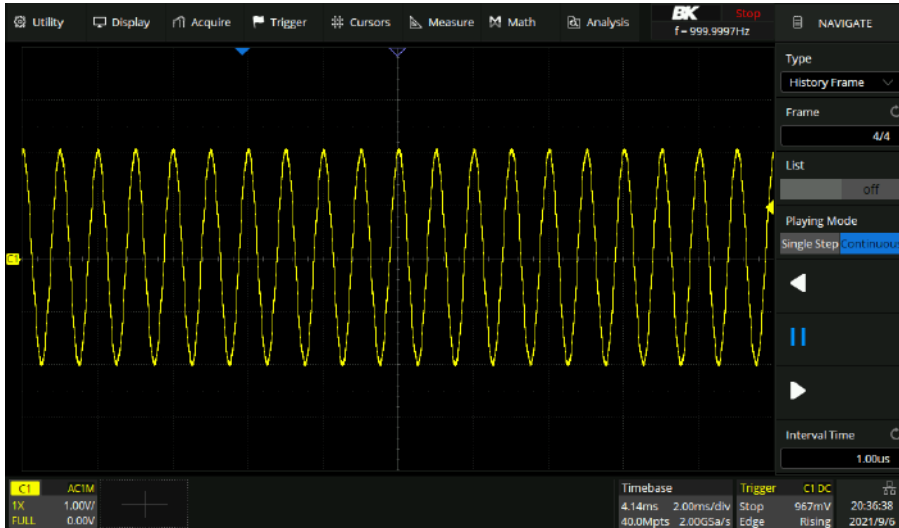 Utility Display Acquire Trigger Cursors Measure Math Analysis BK Stop NAVIGATE
f = 999.9997Hz
Type
History Frame
Frame
4/4
List
off
Playing Mode
Single Step Continuous
C1
Interval Time
1.00us
C1 AC1M Timebase Trigger C1 DC
1X 1.00V/ 4.14ms 2.00ms/div Stop 967mV 20:36:38
FULL 0.00V 40.0Mpts 2.00GSa/s Edge Rising 2021/9/6